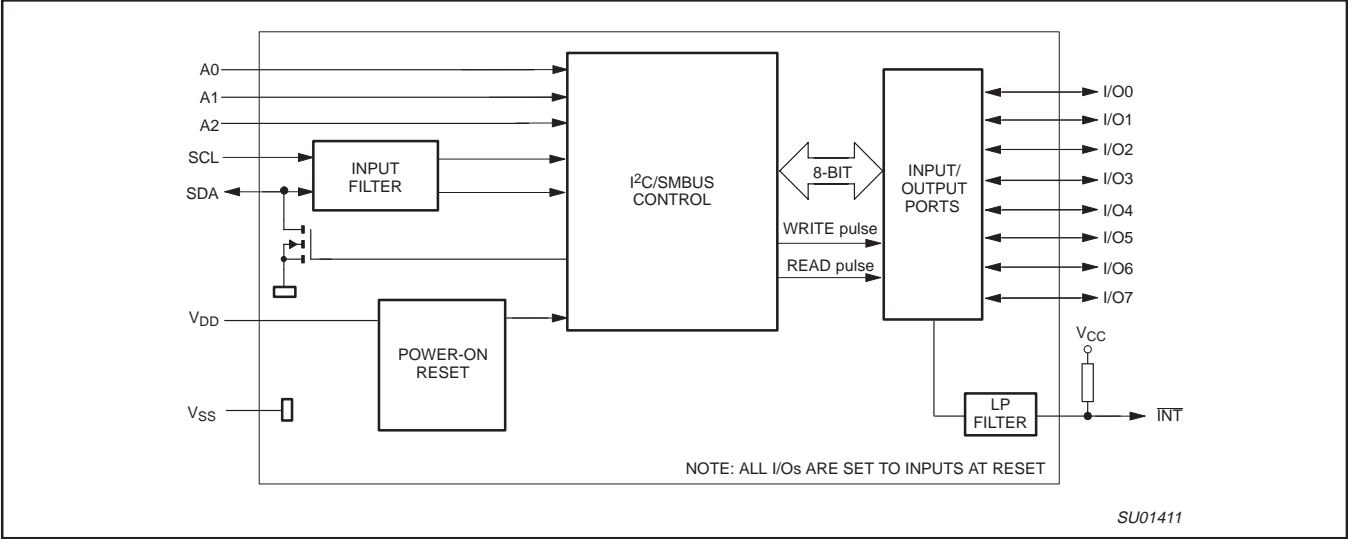 A0
A1
A2
SCL
SDA
INPUT
FILTER
I²C/SMBUS
CONTROL
8-BIT
WRITE pulse
READ pulse
INPUT/
OUTPUT
PORTS
I/O0
I/O1
I/O2
I/O3
I/O4
I/O5
I/O6
I/O7
VDD
POWER-ON
RESET
VSS
VCC
LP
FILTER
INT
NOTE: ALL I/Os ARE SET TO INPUTS AT RESET
SU01411